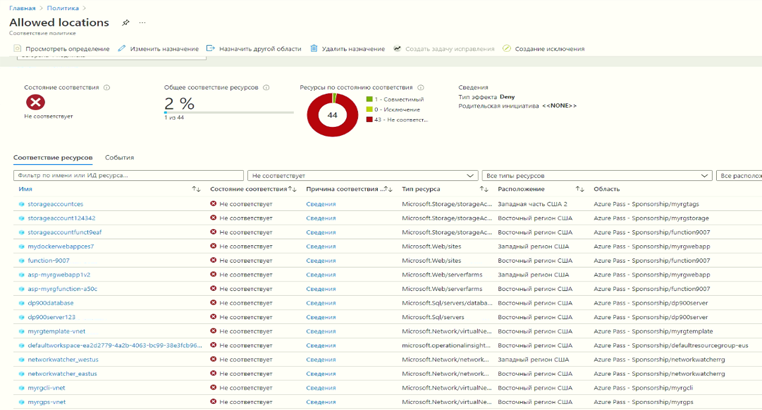 Главная > Политика >
Allowed locations
Соответствие политике
Просмотреть определение Изменить назначение Назначить другой области Удалить назначение Создать задачу исправления Создание исключения
Состояние соответствия
Не соответствует
Общее соответствие ресурсов
2 %
1 из 44
Ресурсы по состоянию соответствия
44
1 - Совместимый
0 - Исключение
43 - Не соответс...
Сведения
Тип эффекта Deny
Родительская инициатива <<NONE>>
Соответствие ресурсов События
Фильтр по имени или ИД ресурса... Не соответствует Все типы ресурсов Все располож
Имя Состояние соответствия Причина соответствия ... Тип ресурса Расположение Область
storageaccountces Не соответствует Сведения Microsoft.Storage/storageAc... Западная часть США 2 Azure Pass - Sponsorship/myrgtags
storageaccount124342 Не соответствует Сведения Microsoft.Storage/storageAc... Восточный регион США Azure Pass - Sponsorship/myrgstorage
storageaccountfunct9eaf Не соответствует Сведения Microsoft.Storage/storageAc... Восточный регион США Azure Pass - Sponsorship/function9007
mydockerwebappces7 Не соответствует Сведения Microsoft.Web/sites Западный регион США Azure Pass - Sponsorship/myrgwebapp
function-9007 Не соответствует Сведения Microsoft.Web/sites Восточный регион США Azure Pass - Sponsorship/function9007
asp-myrgwebapp1v2 Не соответствует Сведения Microsoft.Web/serverfarms Западный регион США Azure Pass - Sponsorship/myrgwebapp
asp-myrgfunction-a50c Не соответствует Сведения Microsoft.Web/serverfarms Восточный регион США Azure Pass - Sponsorship/function9007
dp900database Не соответствует Сведения Microsoft.Sql/servers/databa... Восточный регион США Azure Pass - Sponsorship/dp900server
dp900server123 Не соответствует Сведения Microsoft.Sql/servers Восточный регион США Azure Pass - Sponsorship/dp900server
myrgtemplate-vnet Не соответствует Сведения Microsoft.Network/virtualNe... Восточный регион США Azure Pass - Sponsorship/myrgtemplate
defaultworkspace-ea2d2779-4a2b-4063-bc99-38e3fcb96... Не соответствует Сведения microsoft.operationalinsight... Восточный регион США Azure Pass - Sponsorship/defaultresourcegroup-eus
networkwatcher_westus Не соответствует Сведения Microsoft.Network/network... Западный регион США Azure Pass - Sponsorship/networkwatcherrg
networkwatcher_eastus Не соответствует Сведения Microsoft.Network/network... Восточный регион США Azure Pass - Sponsorship/networkwatcherrg
myrgcli-vnet Не соответствует Сведения Microsoft.Network/virtualNe... Восточный регион США Azure Pass - Sponsorship/myrgcli
myrgps-vnet Не соответствует Сведения Microsoft.Network/virtualNe... Восточный регион США Azure Pass - Sponsorship/myrgps